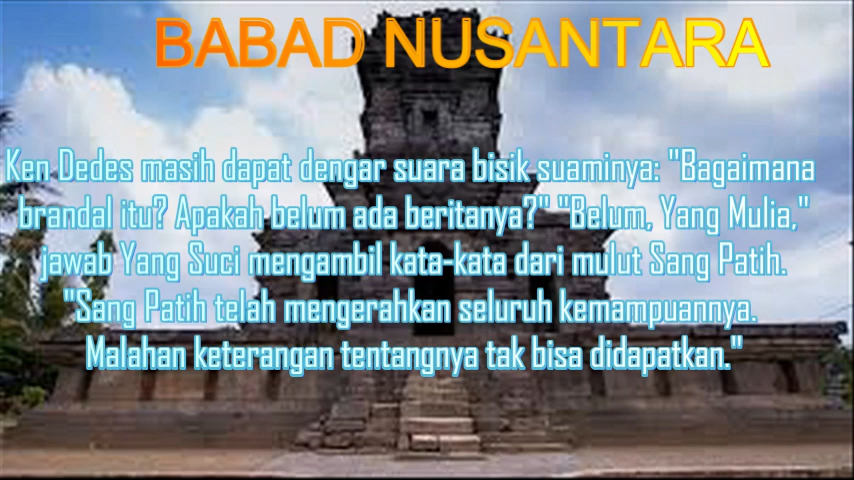 BABAD NUSANTARA
Ken Dedes masih dapat dengar suara bisik suaminya: "Bagaimana
brandal itu? Apakah belum ada beritanya?" "Belum, Yang Mulia,"
jawab Yang Suci mengambil kata-kata dari mulut Sang Patih.
"Sang Patih telah mengerahkan seluruh kemampuannya.
Malahan keterangan tentangnya tak bisa didapatkan."